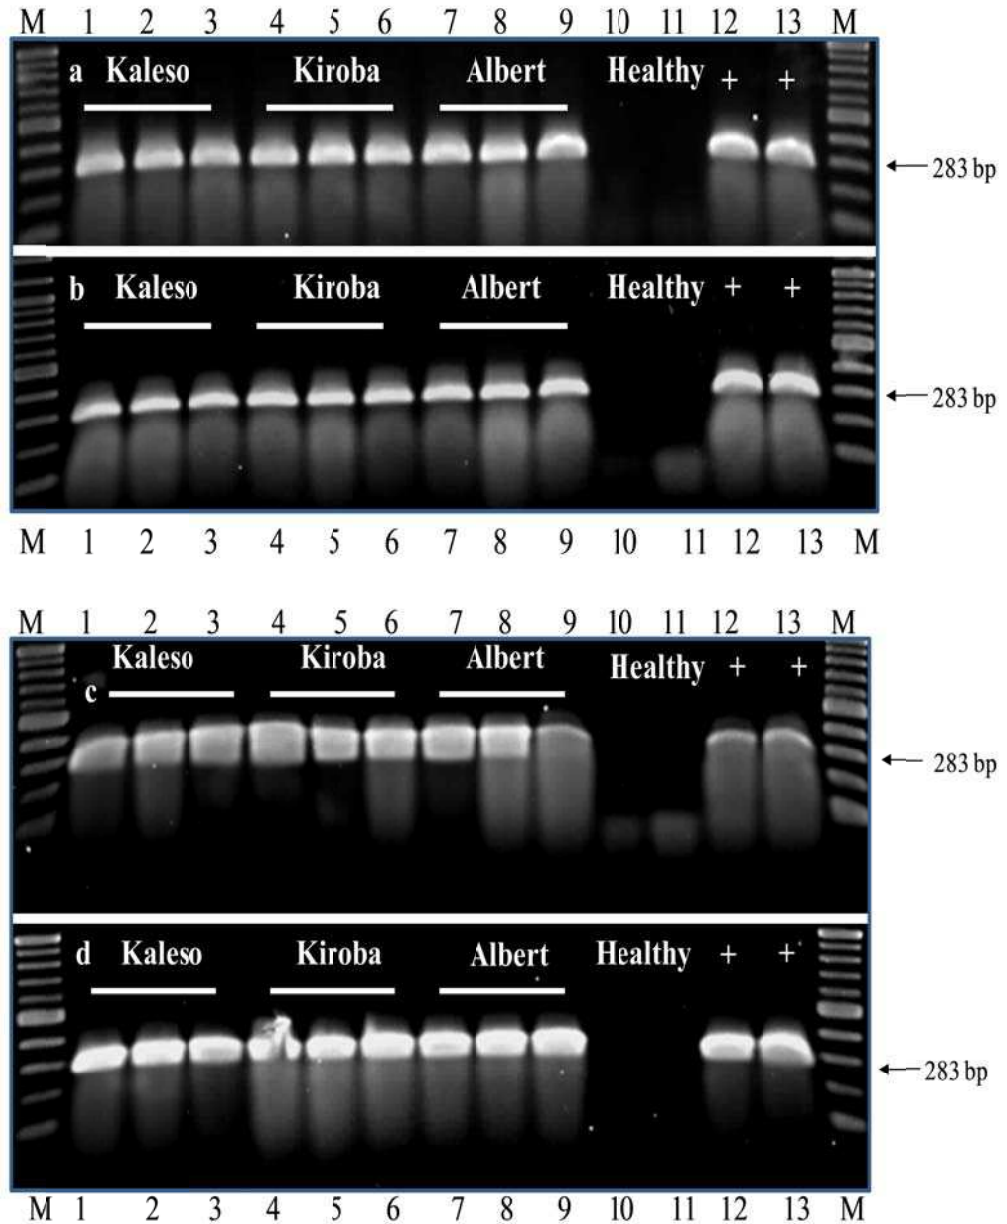 M 1 2 3 4 5 6 7 8 9 10 11 12 13 M
a Kaleso Kiroba Albert Healthy + +
283 bp
b Kaleso Kiroba Albert Healthy + +
283 bp
M 1 2 3 4 5 6 7 8 9 10 11 12 13 M
M 1 2 3 4 5 6 7 8 9 10 11 12 13 M
Kaleso Kiroba Albert Healthy + +
c
283 bp
d Kaleso Kiroba Albert Healthy + +
283 bp
M 1 2 3 4 5 6 7 8 9 10 11 12 13 M